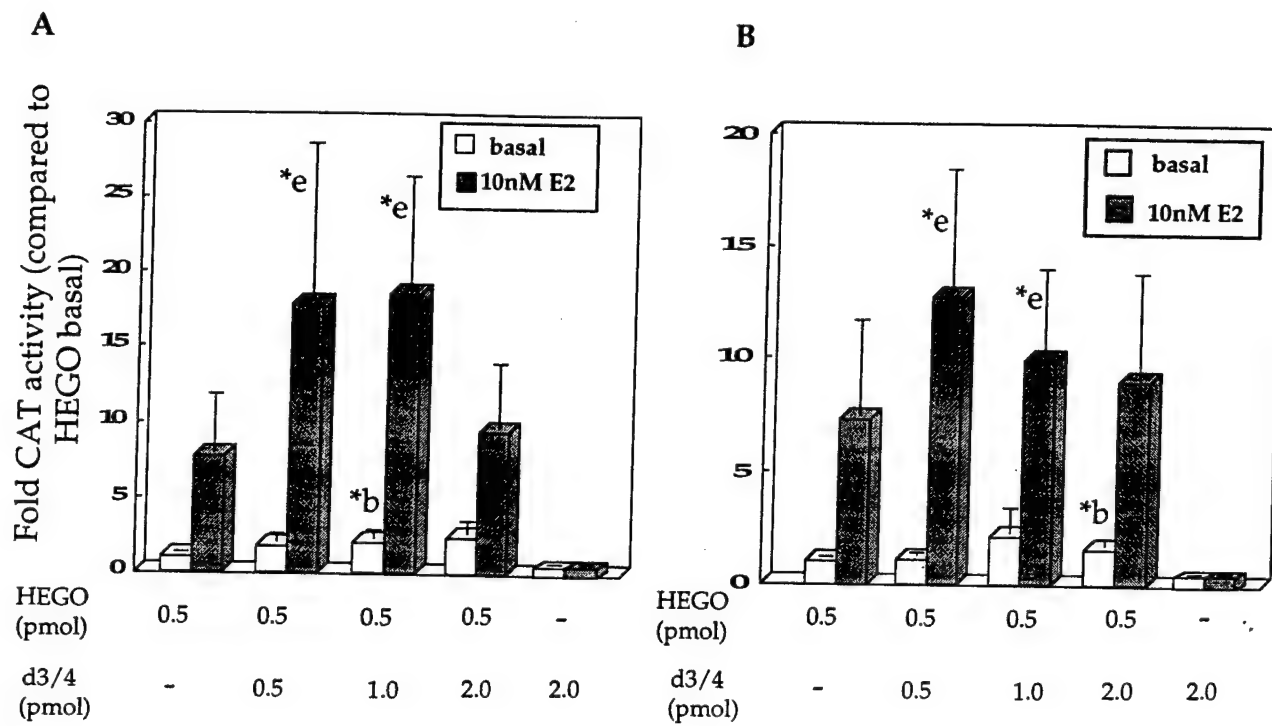 A
B
Fold CAT activity (compared to
HEGO basal)
30
25
20
15
10
5
0
basal
10nM E2
*e
*e
*b
20
15
10
5
0
basal
10nM E2
*e
*e
*b
HEGO
(pmol)
0.5 0.5 0.5 0.5 -
d3/4
(pmol)
- 0.5 1.0 2.0 2.0
HEGO
(pmol)
0.5 0.5 0.5 0.5 -
d3/4
(pmol)
- 0.5 1.0 2.0 2.0